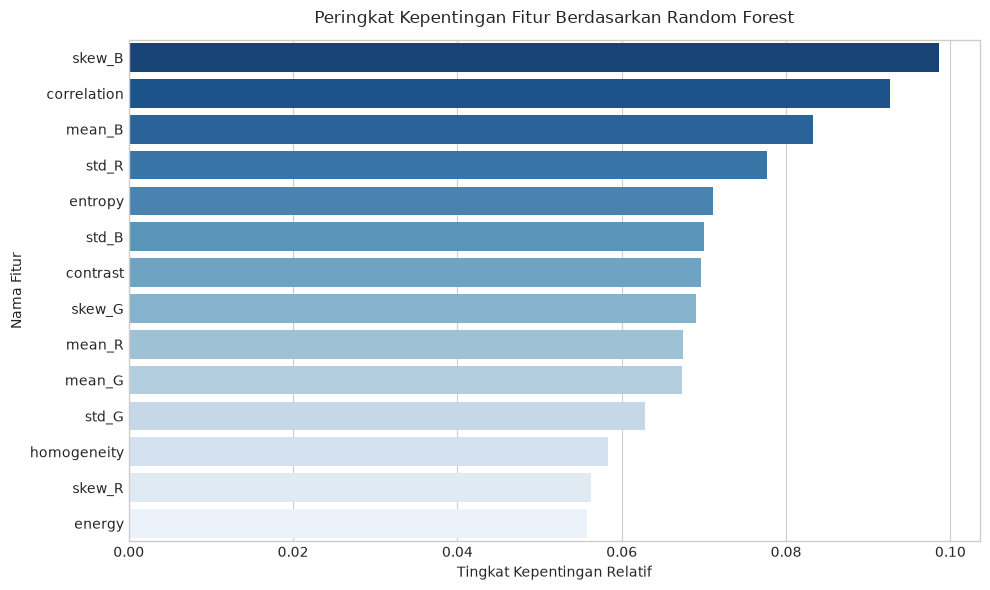 Peringkat Kepentingan Fitur Berdasarkan Random Forest
Nama Fitur
skew_B
correlation
mean_B
std_R
entropy
std_B
contrast
skew_G
mean_R
mean_G
std_G
homogeneity
skew_R
energy
0.00 0.02 0.04 0.06 0.08 0.10
Tingkat Kepentingan Relatif